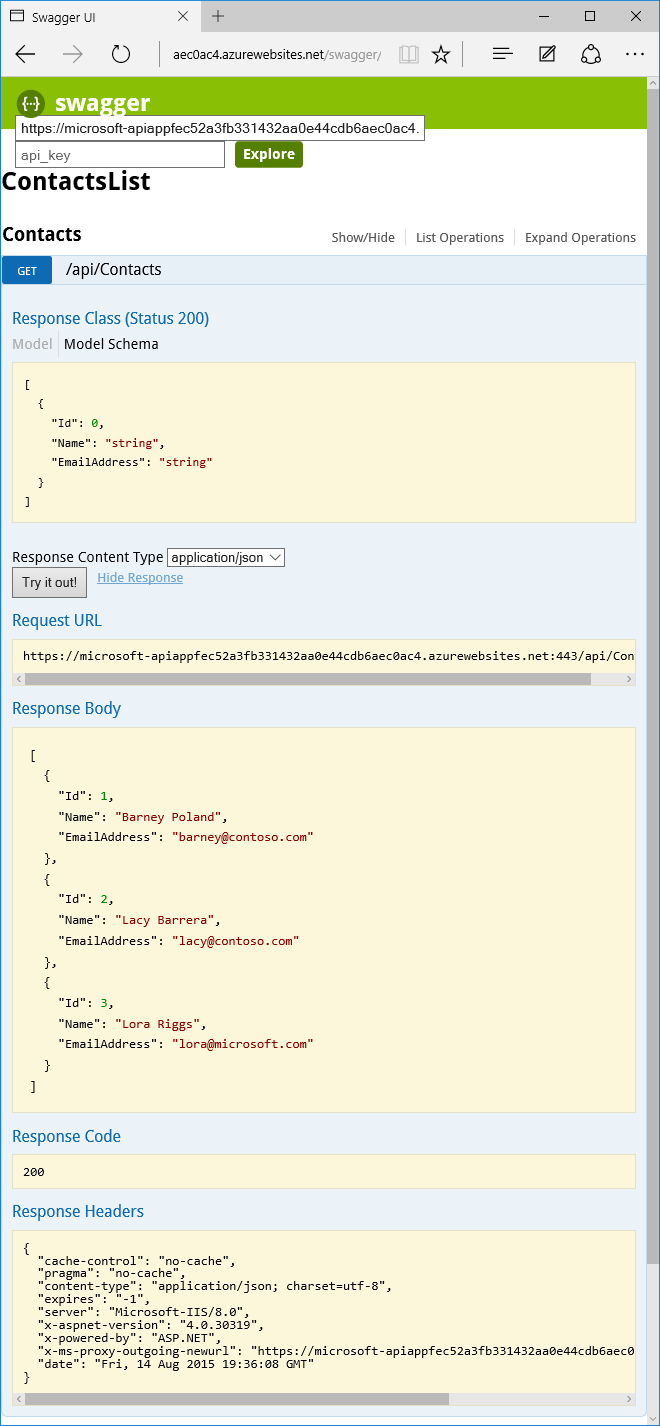 Swagger UI
aec0ac4.azurewebsites.net/swagger/
{···} swagger
https://microsoft-apiappfec52a3fb331432aa0e44cdb6aec0ac4.
api_key Explore
ContactsList
Contacts Show/Hide List Operations Expand Operations
GET /api/Contacts
Response Class (Status 200)
Model Model Schema
[
  {
    "Id": 0,
    "Name": "string",
    "EmailAddress": "string"
  }
]
Response Content Type application/json
Try it out! Hide Response
Request URL
https://microsoft-apiappfec52a3fb331432aa0e44cdb6aec0ac4.azurewebsites.net:443/api/Con
Response Body
[
  {
    "Id": 1,
    "Name": "Barney Poland",
    "EmailAddress": "barney@contoso.com"
  },
  {
    "Id": 2,
    "Name": "Lacy Barrera",
    "EmailAddress": "lacy@contoso.com"
  },
  {
    "Id": 3,
    "Name": "Lora Riggs",
    "EmailAddress": "lora@microsoft.com"
  }
]
Response Code
200
Response Headers
{
  "cache-control": "no-cache",
  "pragma": "no-cache",
  "content-type": "application/json; charset=utf-8",
  "expires": "-1",
  "server": "Microsoft-IIS/8.0",
  "x-aspnet-version": "4.0.30319",
  "x-powered-by": "ASP.NET",
  "x-ms-proxy-outgoing-newurl": "https://microsoft-apiappfec52a3fb331432aa0e44cdb6aec0
  "date": "Fri, 14 Aug 2015 19:36:08 GMT"
}